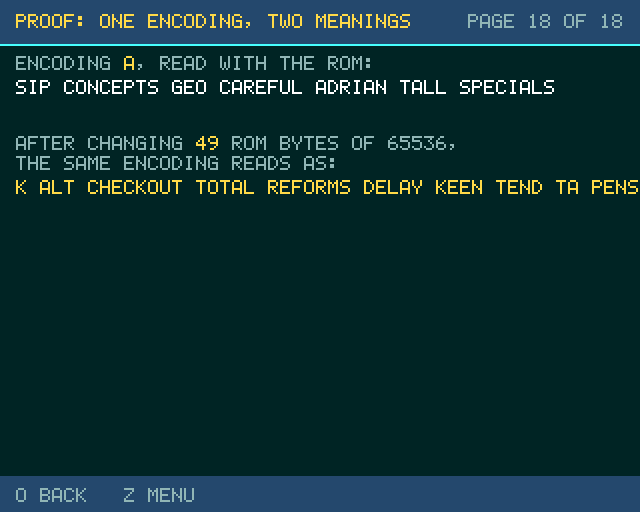 PROOF: ONE ENCODING, TWO MEANINGS PAGE 18 OF 18
ENCODING A, READ WITH THE ROM:
SIP CONCEPTS GEO CAREFUL ADRIAN TALL SPECIALS
AFTER CHANGING 49 ROM BYTES OF 65536,
THE SAME ENCODING READS AS:
K ALT CHECKOUT TOTAL REFORMS DELAY KEEN TEND TA PENS
O BACK Z MENU